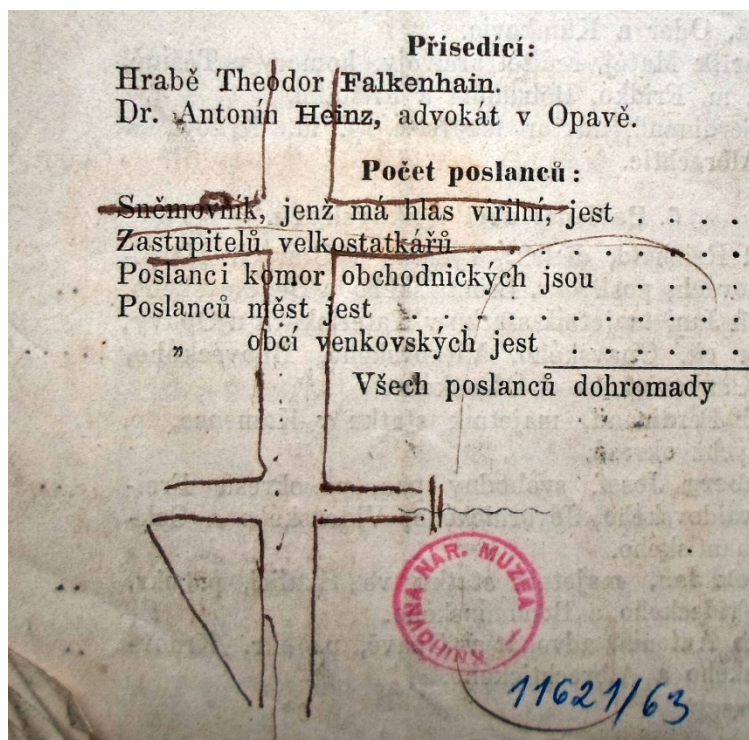 Přísedící:
Hrabě Theodor Falkenhain.
Dr. Antonín Heinz, advokát v Opavě.
Počet poslanců:
Sněmovník, jenž má hlas virilní, jest . . . .
Zastupitelů velkostatkářů . . . . . . .
Poslanci komor obchodnických jsou . . . .
Poslanců měst jest . . . . . . . .
„ obcí venkovských jest . . . . . .
Všech poslanců dohromady
KNIHOVNA NÁR. MUZEA
11621/63